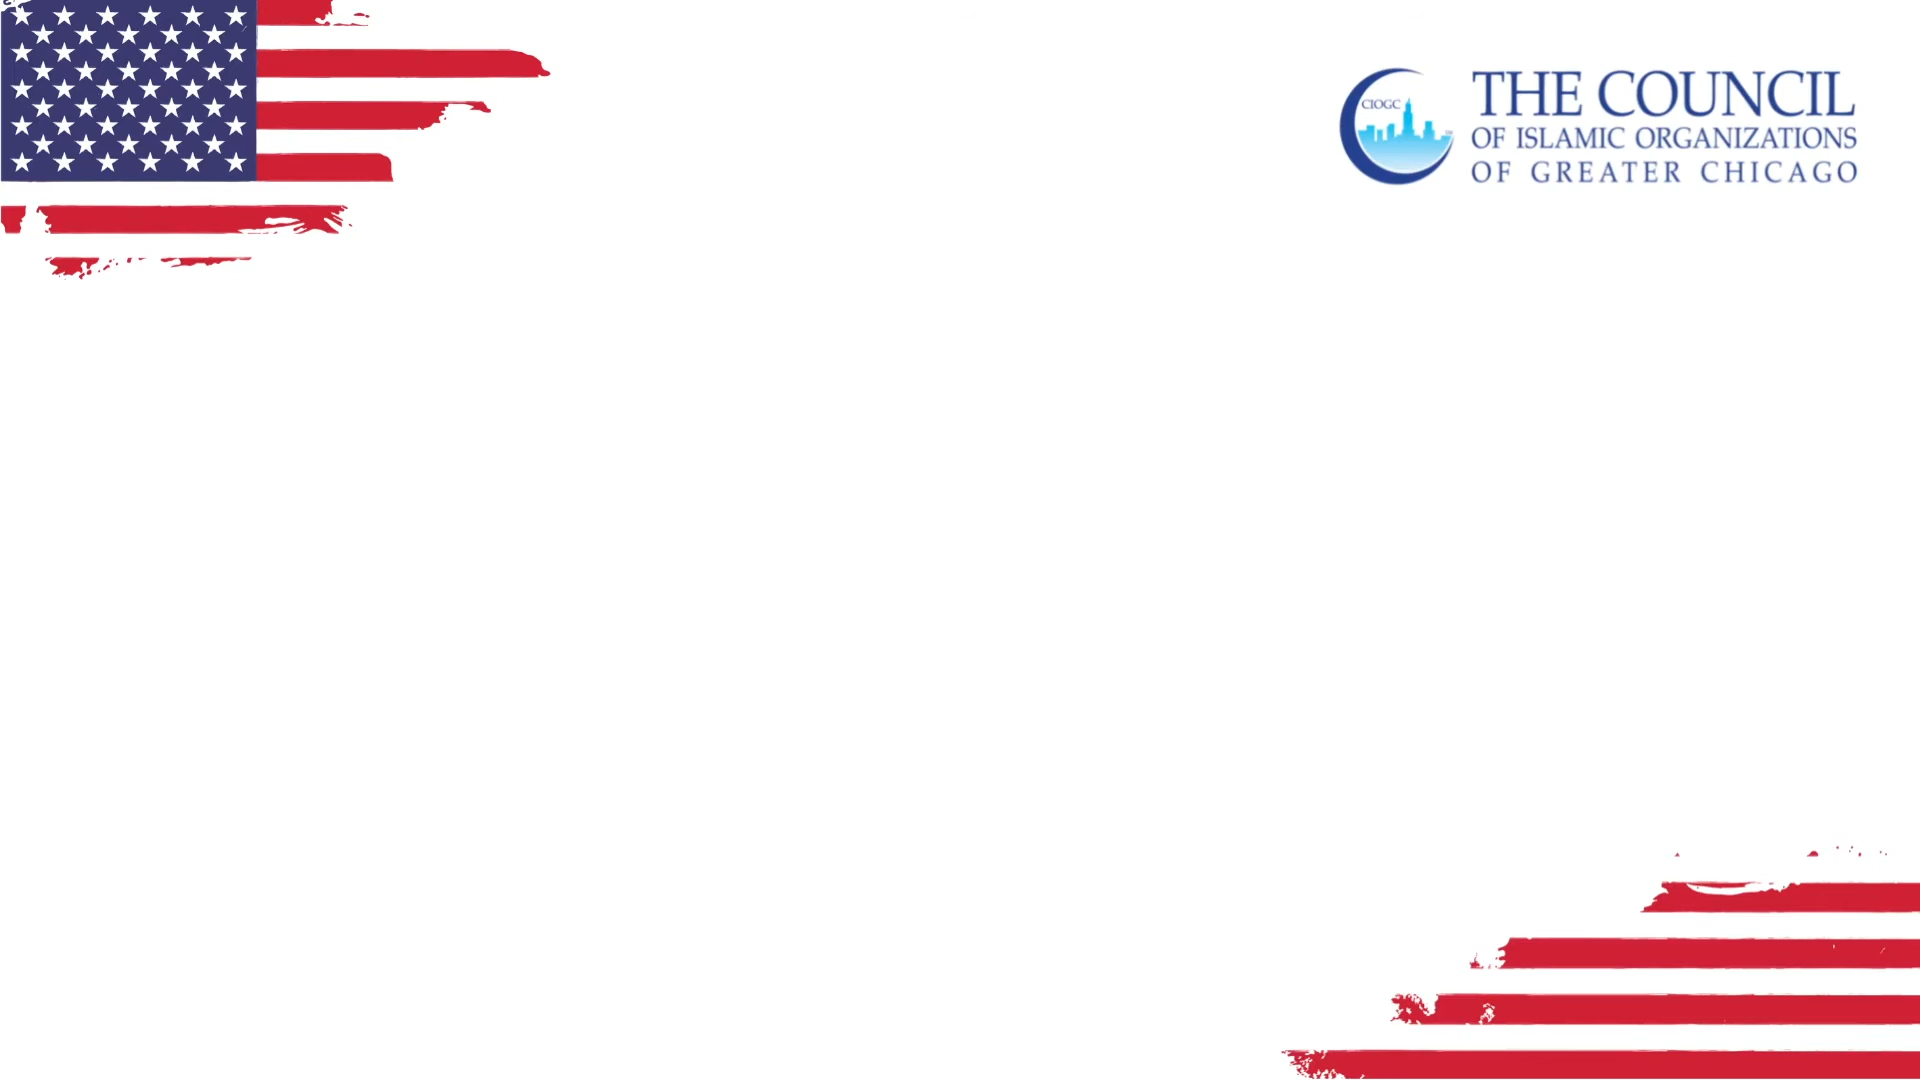 CIOGC
THE COUNCIL
OF ISLAMIC ORGANIZATIONS
OF GREATER CHICAGO